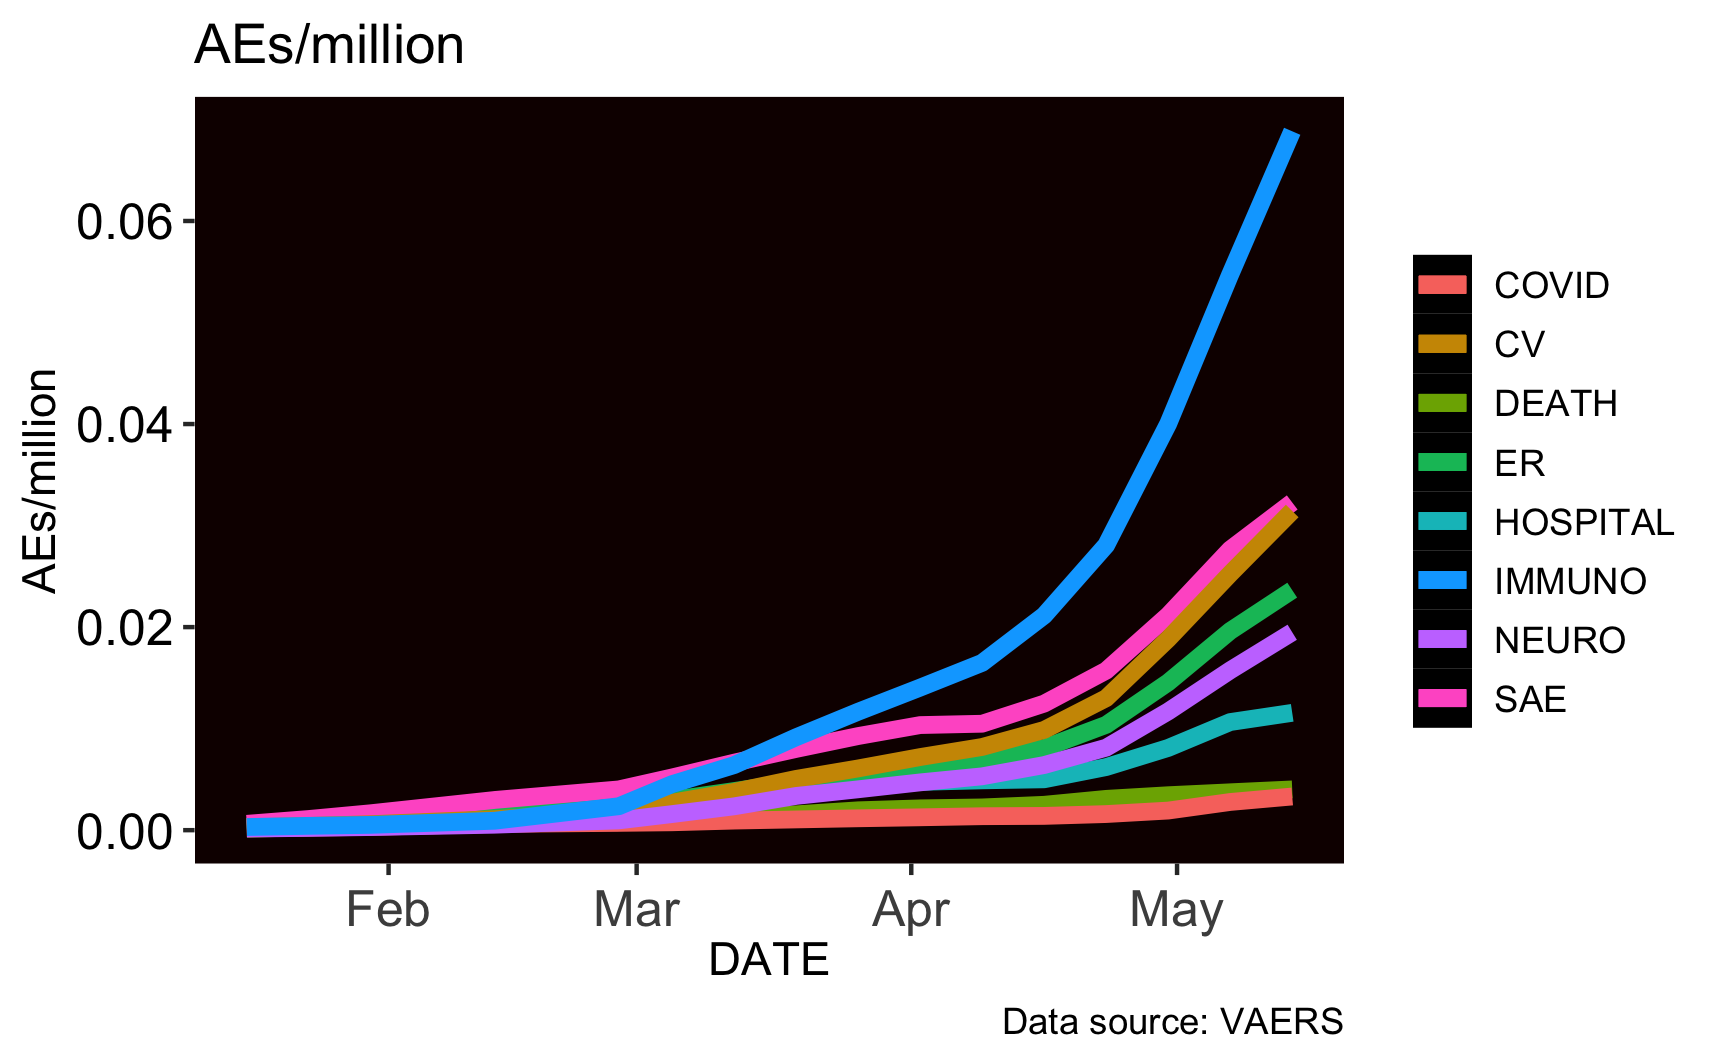 AEs/million
AEs/million
0.06
0.04
0.02
0.00
Feb Mar Apr May
DATE
COVID
CV
DEATH
ER
HOSPITAL
IMMUNO
NEURO
SAE
Data source: VAERS